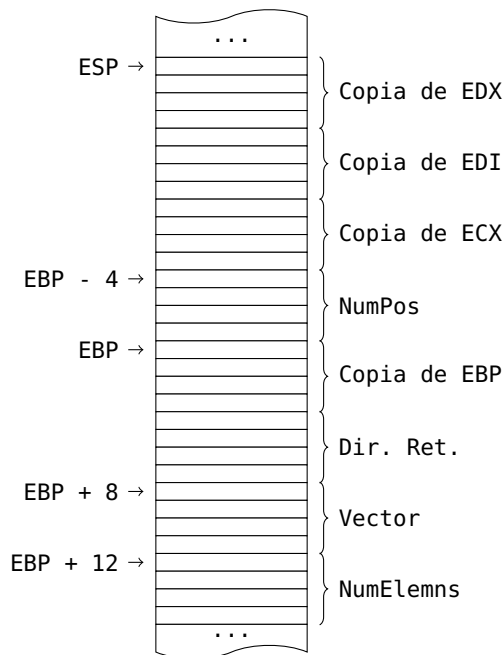 ...
ESP →
Copia de EDX
Copia de EDI
Copia de ECX
EBP - 4 →
NumPos
EBP →
Copia de EBP
Dir. Ret.
EBP + 8 →
Vector
EBP + 12 →
NumElemns
...